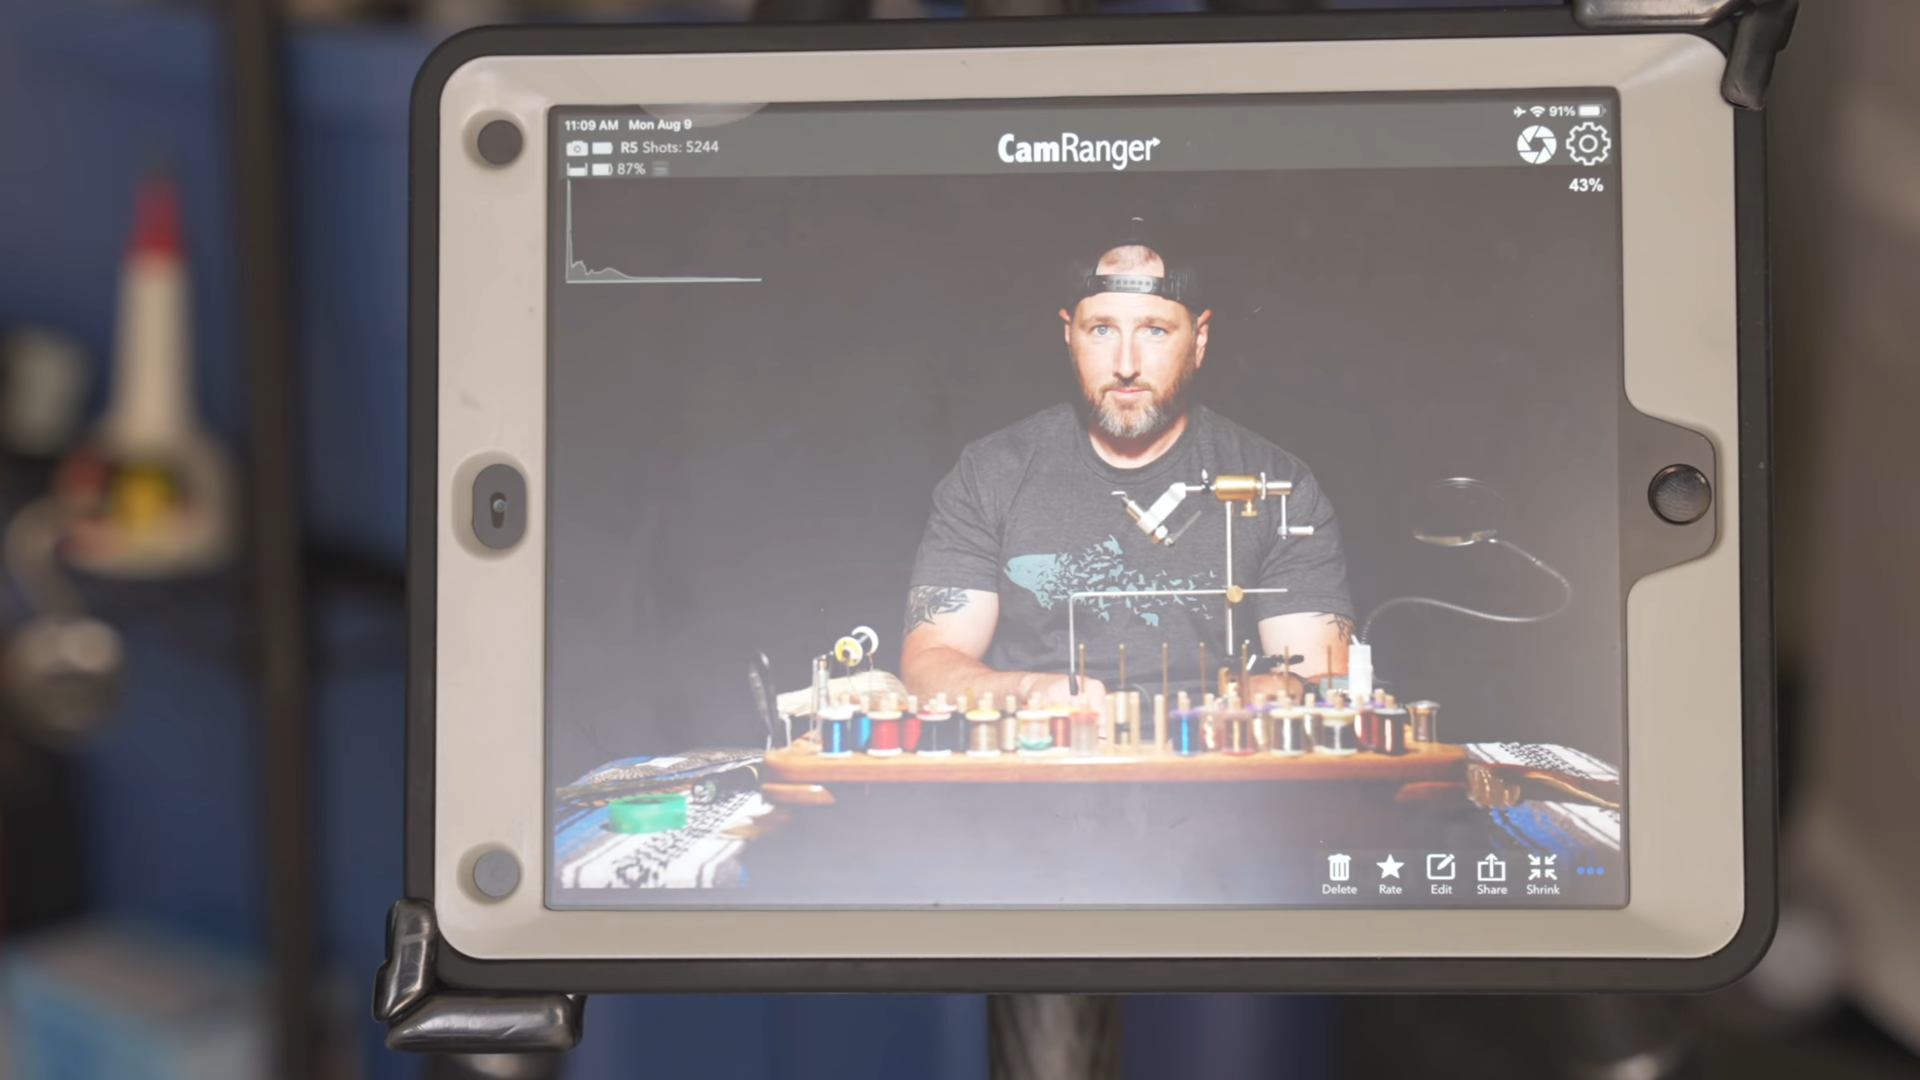 11:09 AM Mon Aug 9
91%
R5 Shots: 5244
CamRanger
87%
43%
Delete
Rate
Edit
Share
Shrink